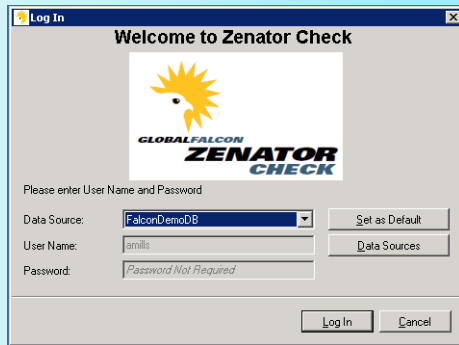 Log In
Welcome to Zenator Check
GLOBALFALCON
ZENATOR
CHECK
Please enter User Name and Password
Data Source: FalconDemoDB Set as Default
User Name: amills Data Sources
Password: Password Not Required
Log In Cancel